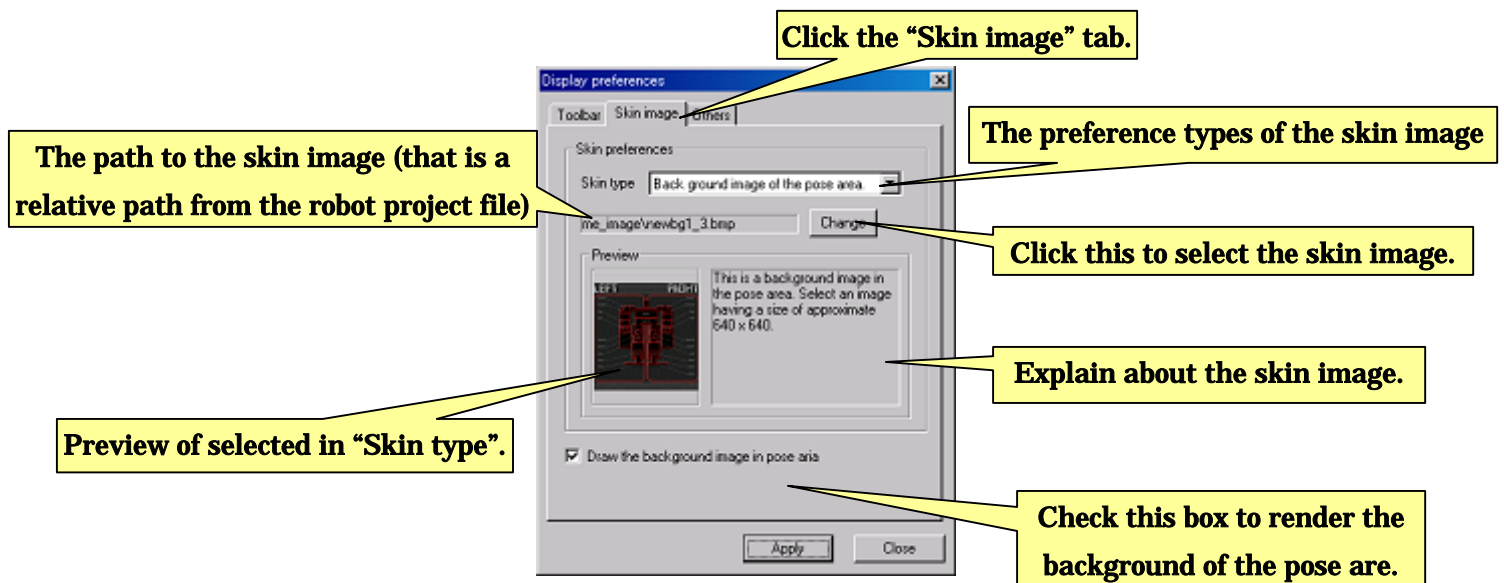 Click the “Skin image” tab.
Display preferences
Toolbar Skin image Others
The preference types of the skin image
The path to the skin image (that is a
relative path from the robot project file)
Skin preferences
Skin type Back ground image of the pose area.
me_image\newbg1_3.bmp Change
Click this to select the skin image.
Preview
LEFT RIGHT
This is a background image in
the pose area. Select an image
having a size of approximate
640 x 640.
Explain about the skin image.
Preview of selected in “Skin type”.
Draw the background image in pose aria
Check this box to render the
background of the pose are.
Apply Close